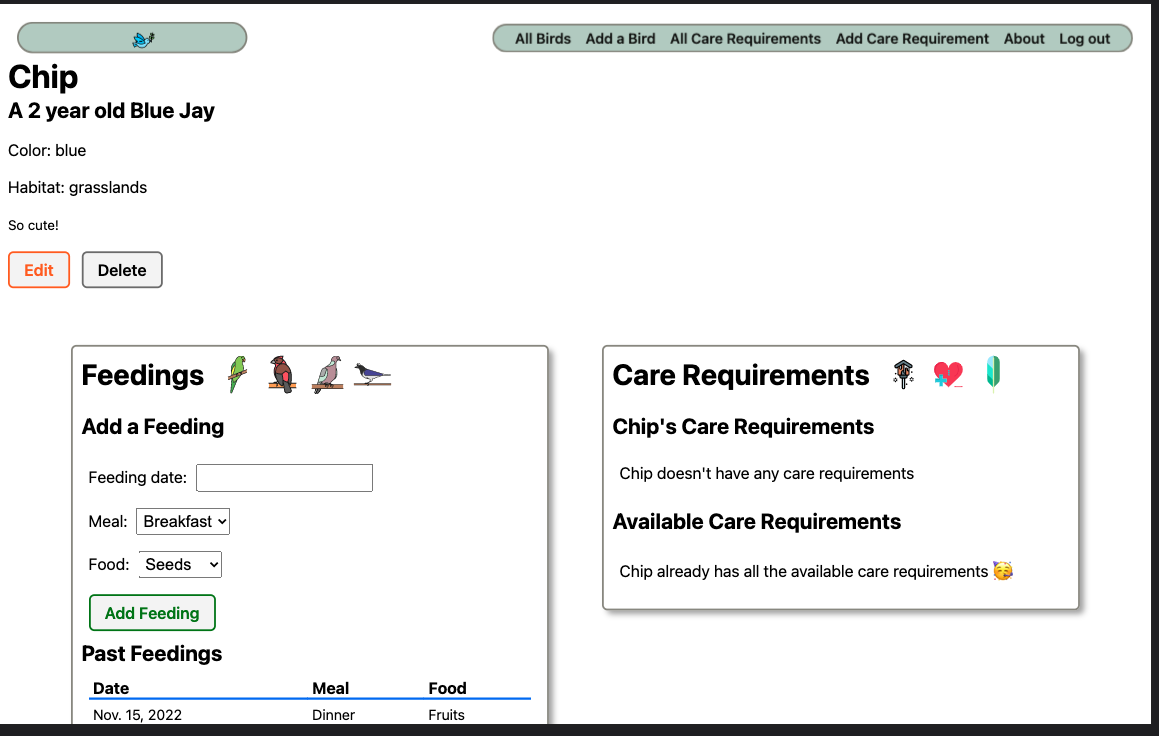 All Birds Add a Bird All Care Requirements Add Care Requirement About Log out
Chip
A 2 year old Blue Jay
Color: blue
Habitat: grasslands
So cute!
Edit Delete
Feedings
Add a Feeding
Feeding date:
Meal: Breakfast
Food: Seeds
Add Feeding
Past Feedings
Date Meal Food
Nov. 15, 2022 Dinner Fruits
Care Requirements
Chip's Care Requirements
Chip doesn't have any care requirements
Available Care Requirements
Chip already has all the available care requirements 🥳